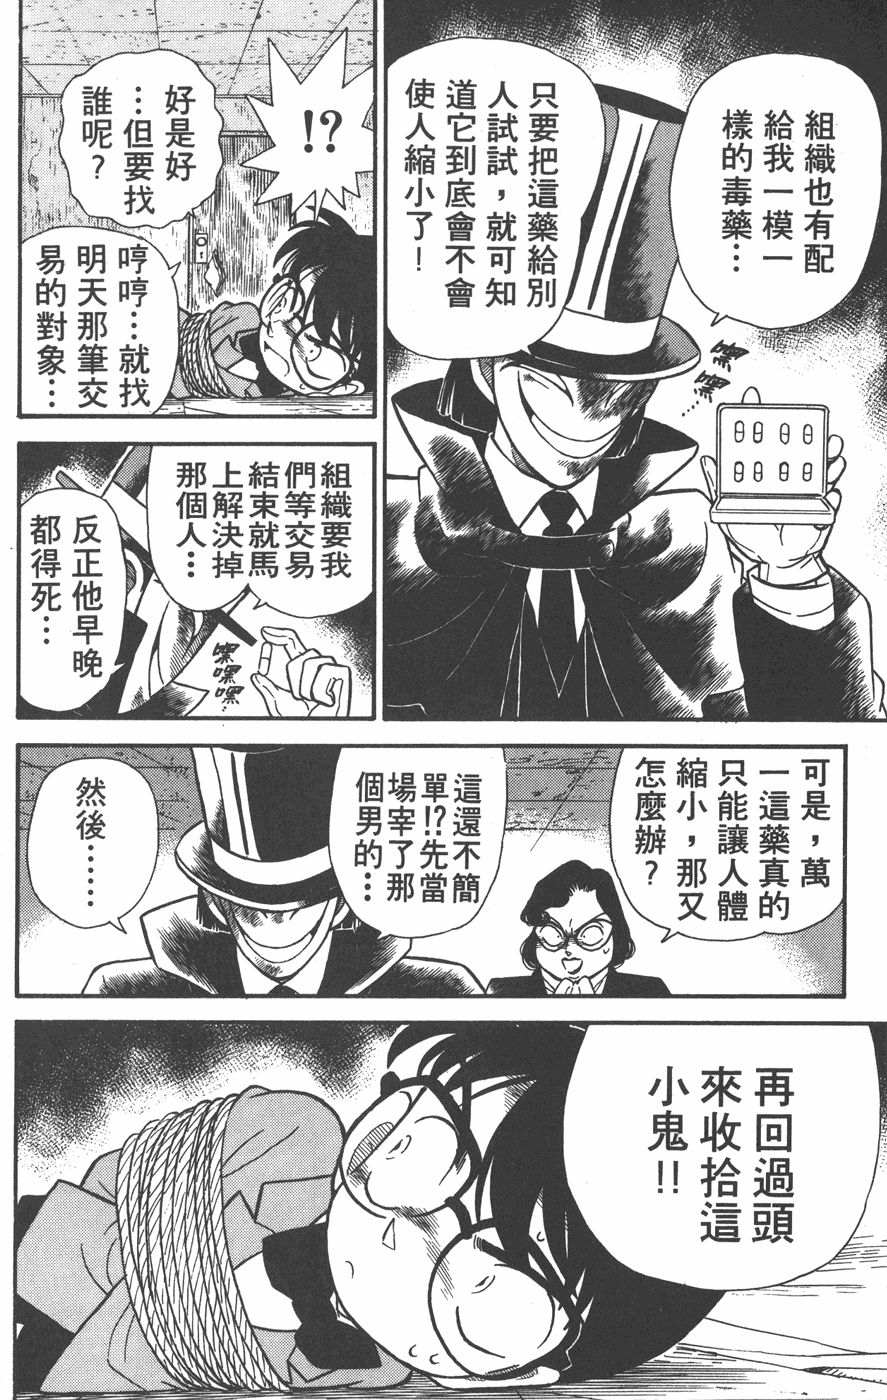 組織也有配
給我一模一
樣的毒藥…
只要把這藥給別
人試試，就可知
道它到底會不會
使人縮小了！
嘿
嘿
……
!?
好是好
…但要找
誰呢？
哼哼…就找
明天那筆交
易的對象…
組織要我
們等交易
結束就馬
上解決掉
那個人…
反正他早晚
都得死…
嘿嘿嘿…
可是，萬
一這藥真的
只能讓人體
縮小，那又
怎麼辦？
這還不簡
單!?先當
場宰了那
個男的…
然後……
再回過頭
來收拾這
小鬼!!